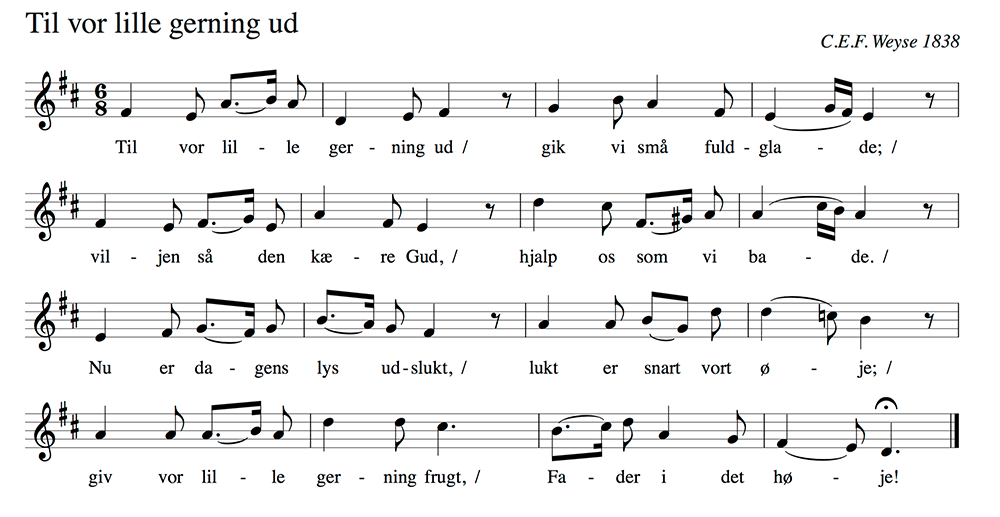 Til vor lille gerning ud
C.E.F. Weyse 1838
6
8
Til vor lil - le ger - ning ud / gik vi små fuld - gla - de; /
vil - jen så den kæ - re Gud, / hjalp os som vi ba - de. /
Nu er da - gens lys ud - slukt, / lukt er snart vort ø - je; /
giv vor lil - le ger - ning frugt, / Fa - der i det hø - je!